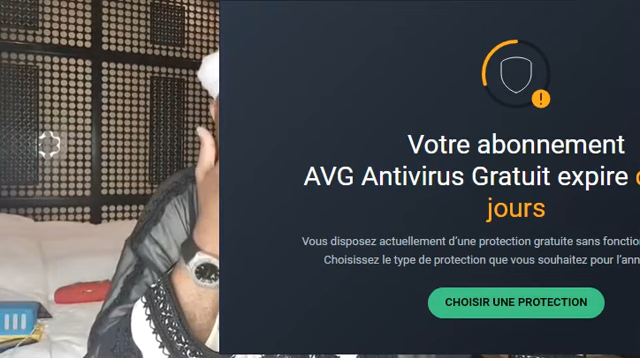 Votre abonnement
AVG Antivirus Gratuit expire
jours
Vous disposez actuellement d'une protection gratuite sans
Choisissez le type de protection que vous souhaitez pour
CHOISIR UNE PROTECTION